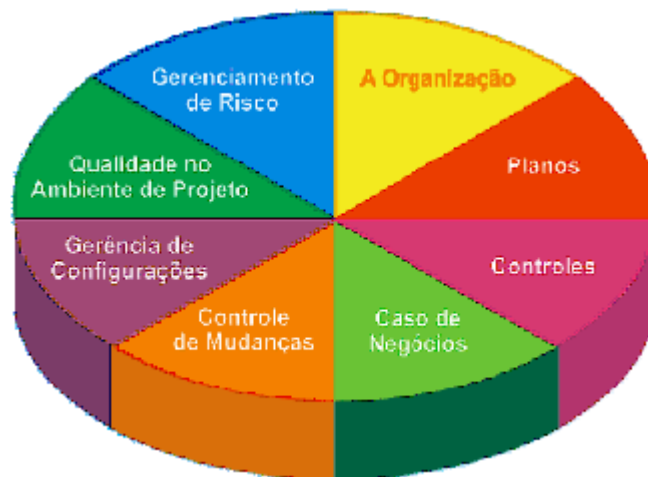 Gerenciamento
de Risco
A Organização
Planos
Controles
Caso de
Negócios
Controle
de Mudanças
Gerência de
Configurações
Qualidade no
Ambiente de Projeto